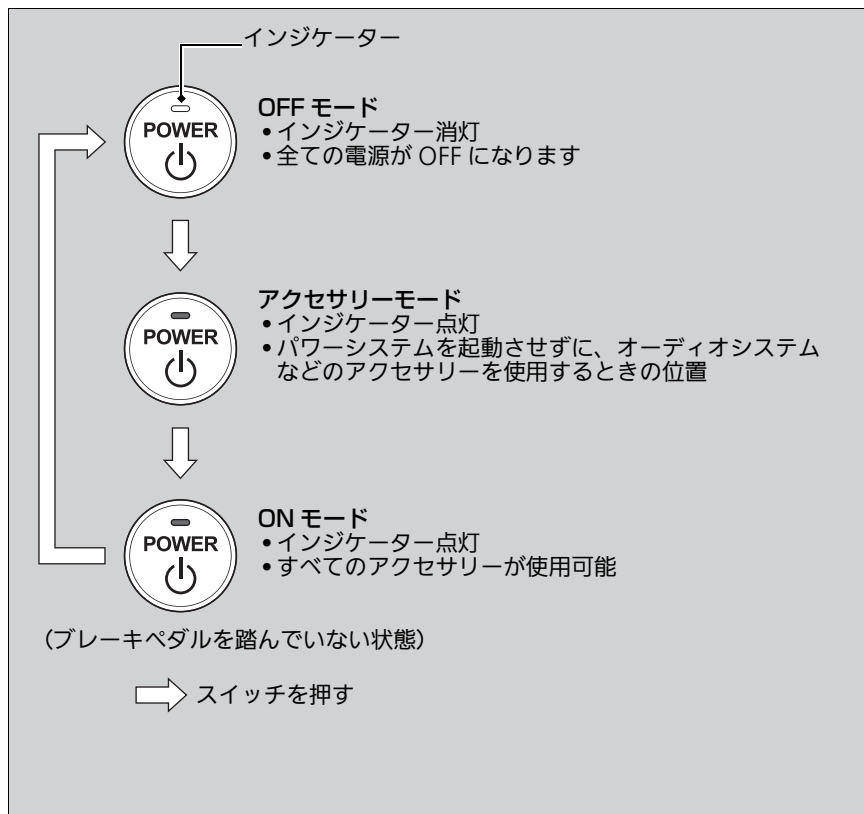 インジケーター
POWER
OFF モード
•インジケーター消灯
•全ての電源が OFF になります
POWER
アクセサリーモード
•インジケーター点灯
•パワーシステムを起動させずに、オーディオシステム
などのアクセサリーを使用するときの位置
POWER
ON モード
•インジケーター点灯
•すべてのアクセサリーが使用可能
(ブレーキペダルを踏んでいない状態)
スイッチを押す